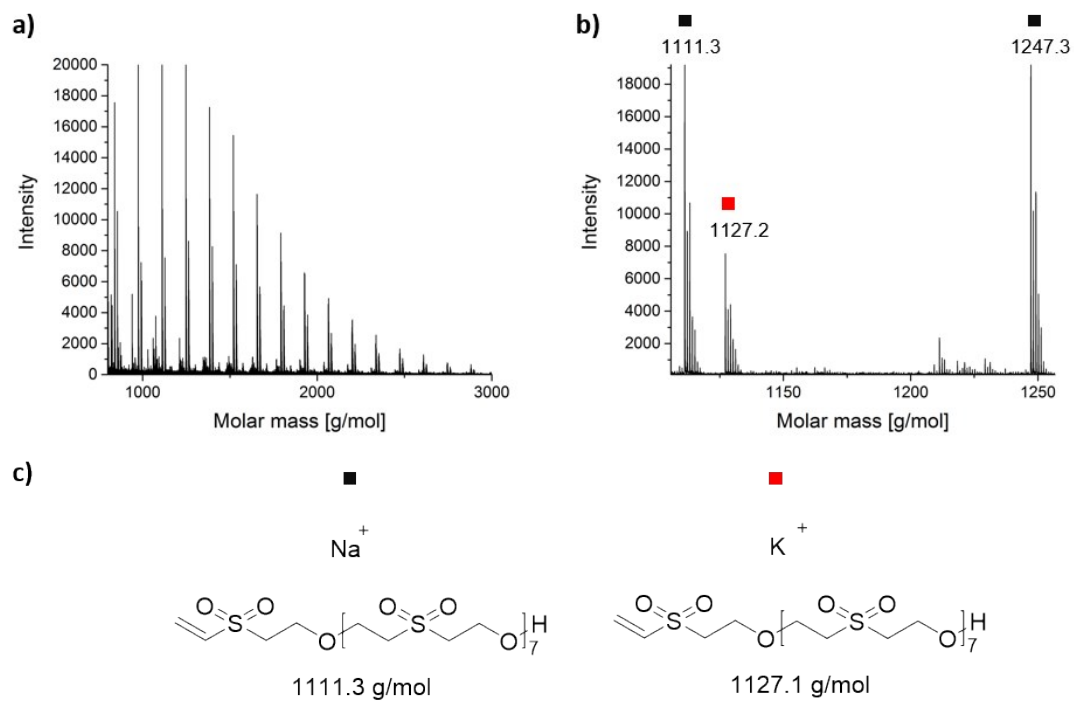 a)
20000
18000
16000
14000
12000
10000
8000
6000
4000
2000
0
Intensity
1000
2000
3000
Molar mass [g/mol]
b)
1111.3
1247.3
18000
16000
14000
12000
10000
8000
6000
4000
2000
0
1127.2
Intensity
1150
1200
1250
Molar mass [g/mol]
c)
Na+
O O
S
O
O O
S
O
H
7
1111.3 g/mol
K +
O O
S
O
O O
S
O
H
7
1127.1 g/mol